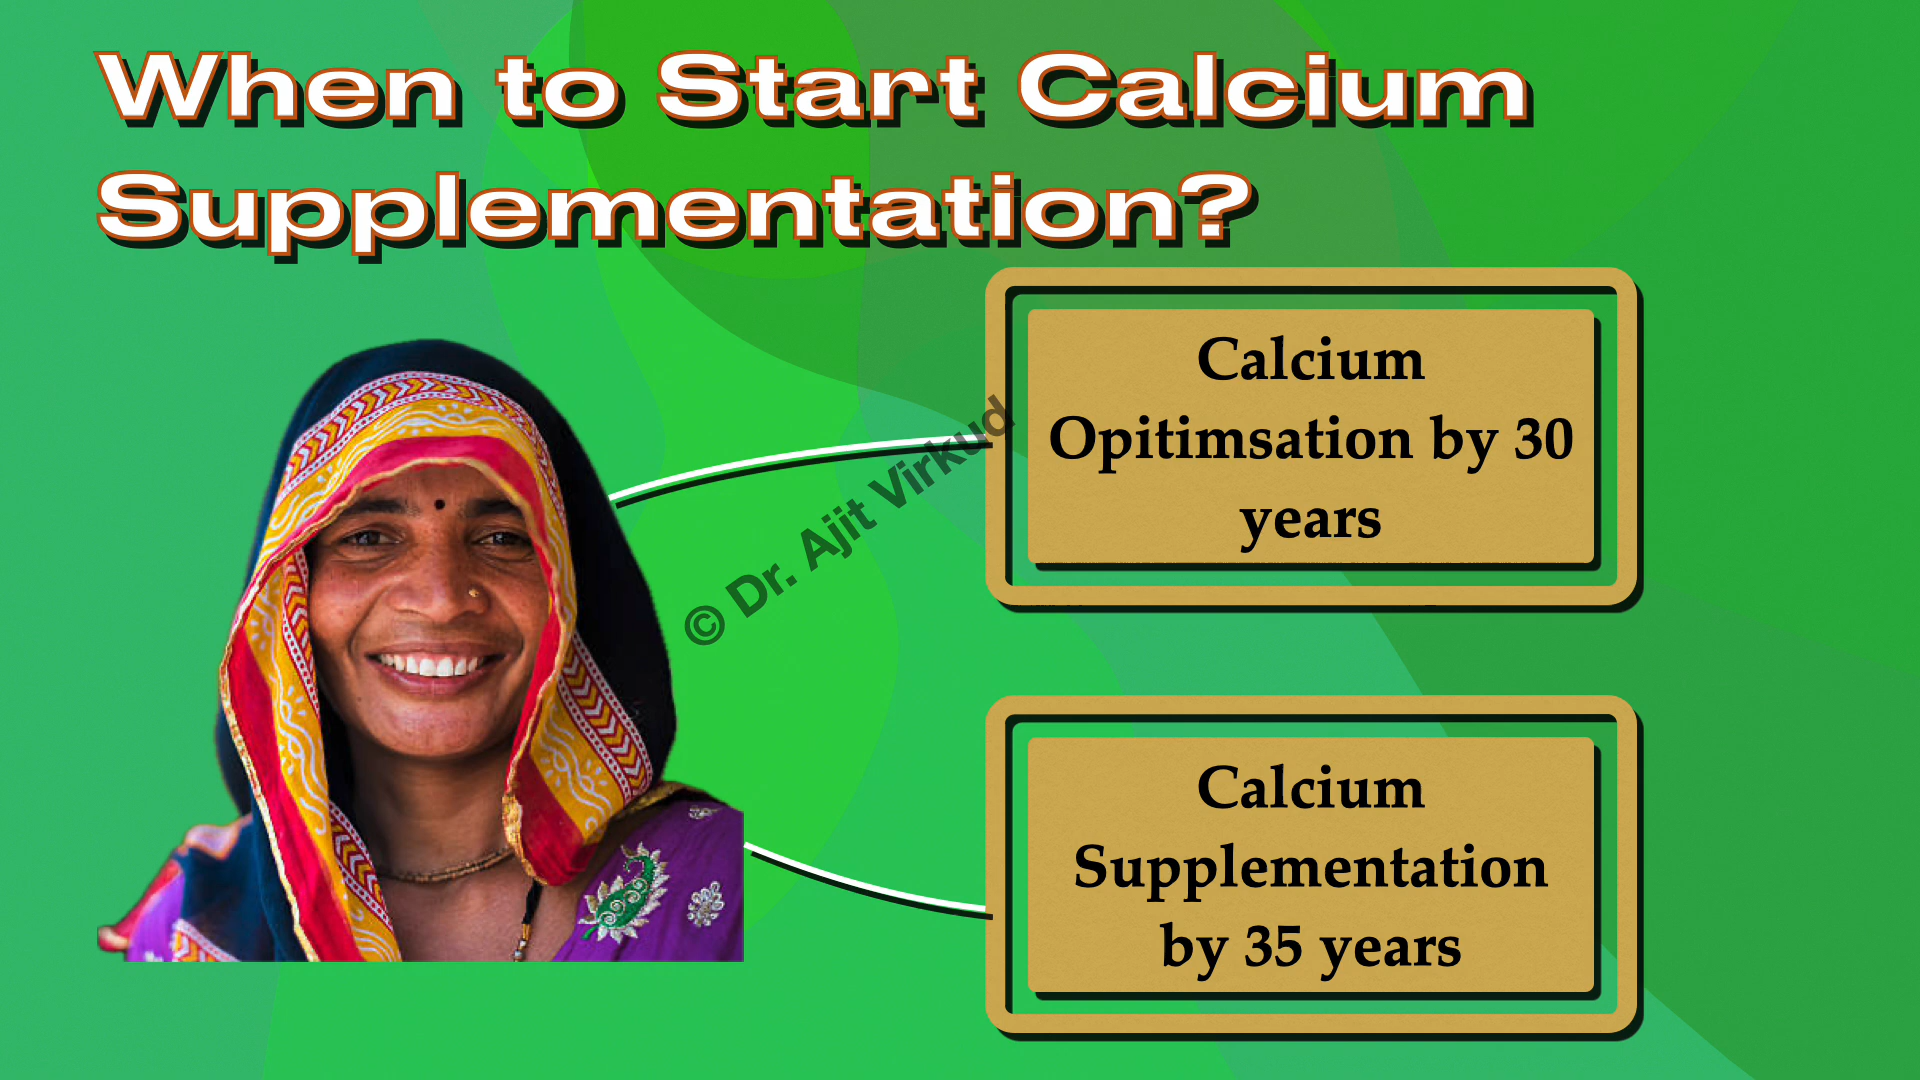 When to Start Calcium
Supplementation?
Calcium
Opitimsation by 30
years
© Dr. Ajit Virkud
Calcium
Supplementation
by 35 years